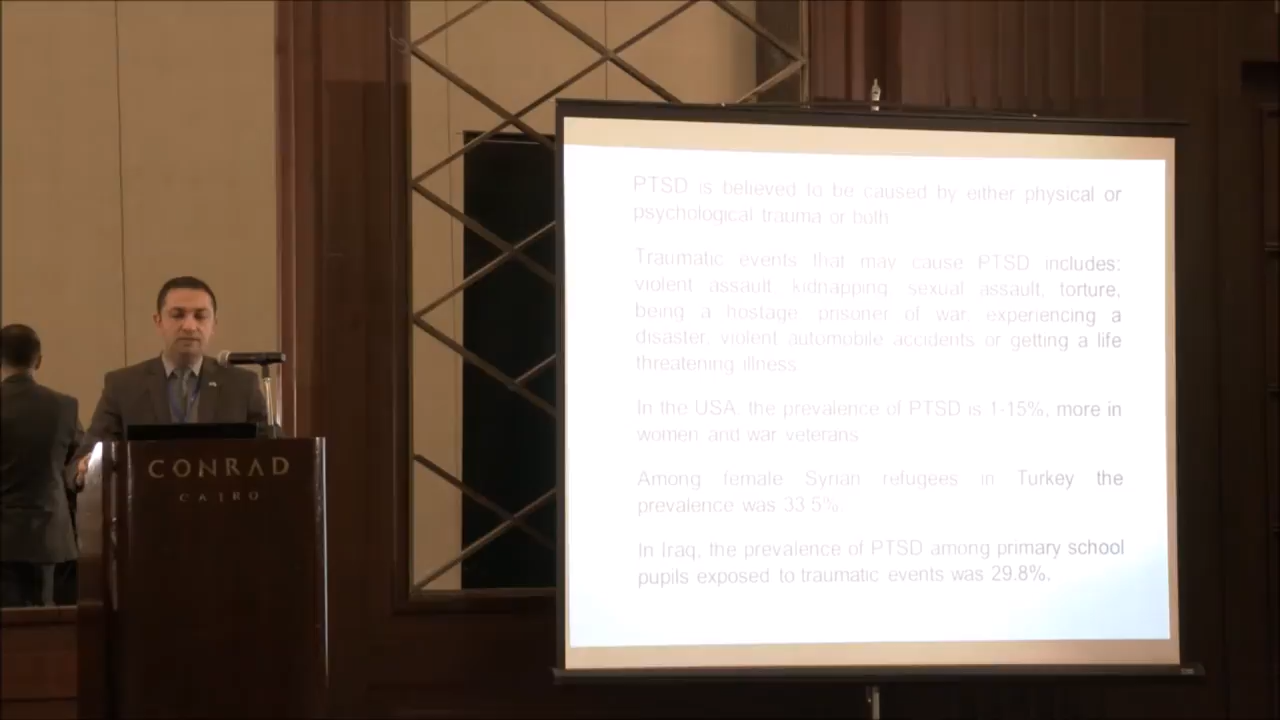 CONRAD
CAIRO
PTSD is believed to be caused by either physical or
psychological trauma or both
Traumatic events that may cause PTSD includes:
violent assault, kidnapping, sexual assault, torture,
being a hostage, prisoner of war, experiencing a
disaster, violent automobile accidents or getting a life
threatening illness.
In the USA, the prevalence of PTSD is 1-15%, more in
women and war veterans.
Among female Syrian refugees in Turkey the
prevalence was 33.5%
In Iraq, the prevalence of PTSD among primary school
pupils exposed to traumatic events was 29.8%.